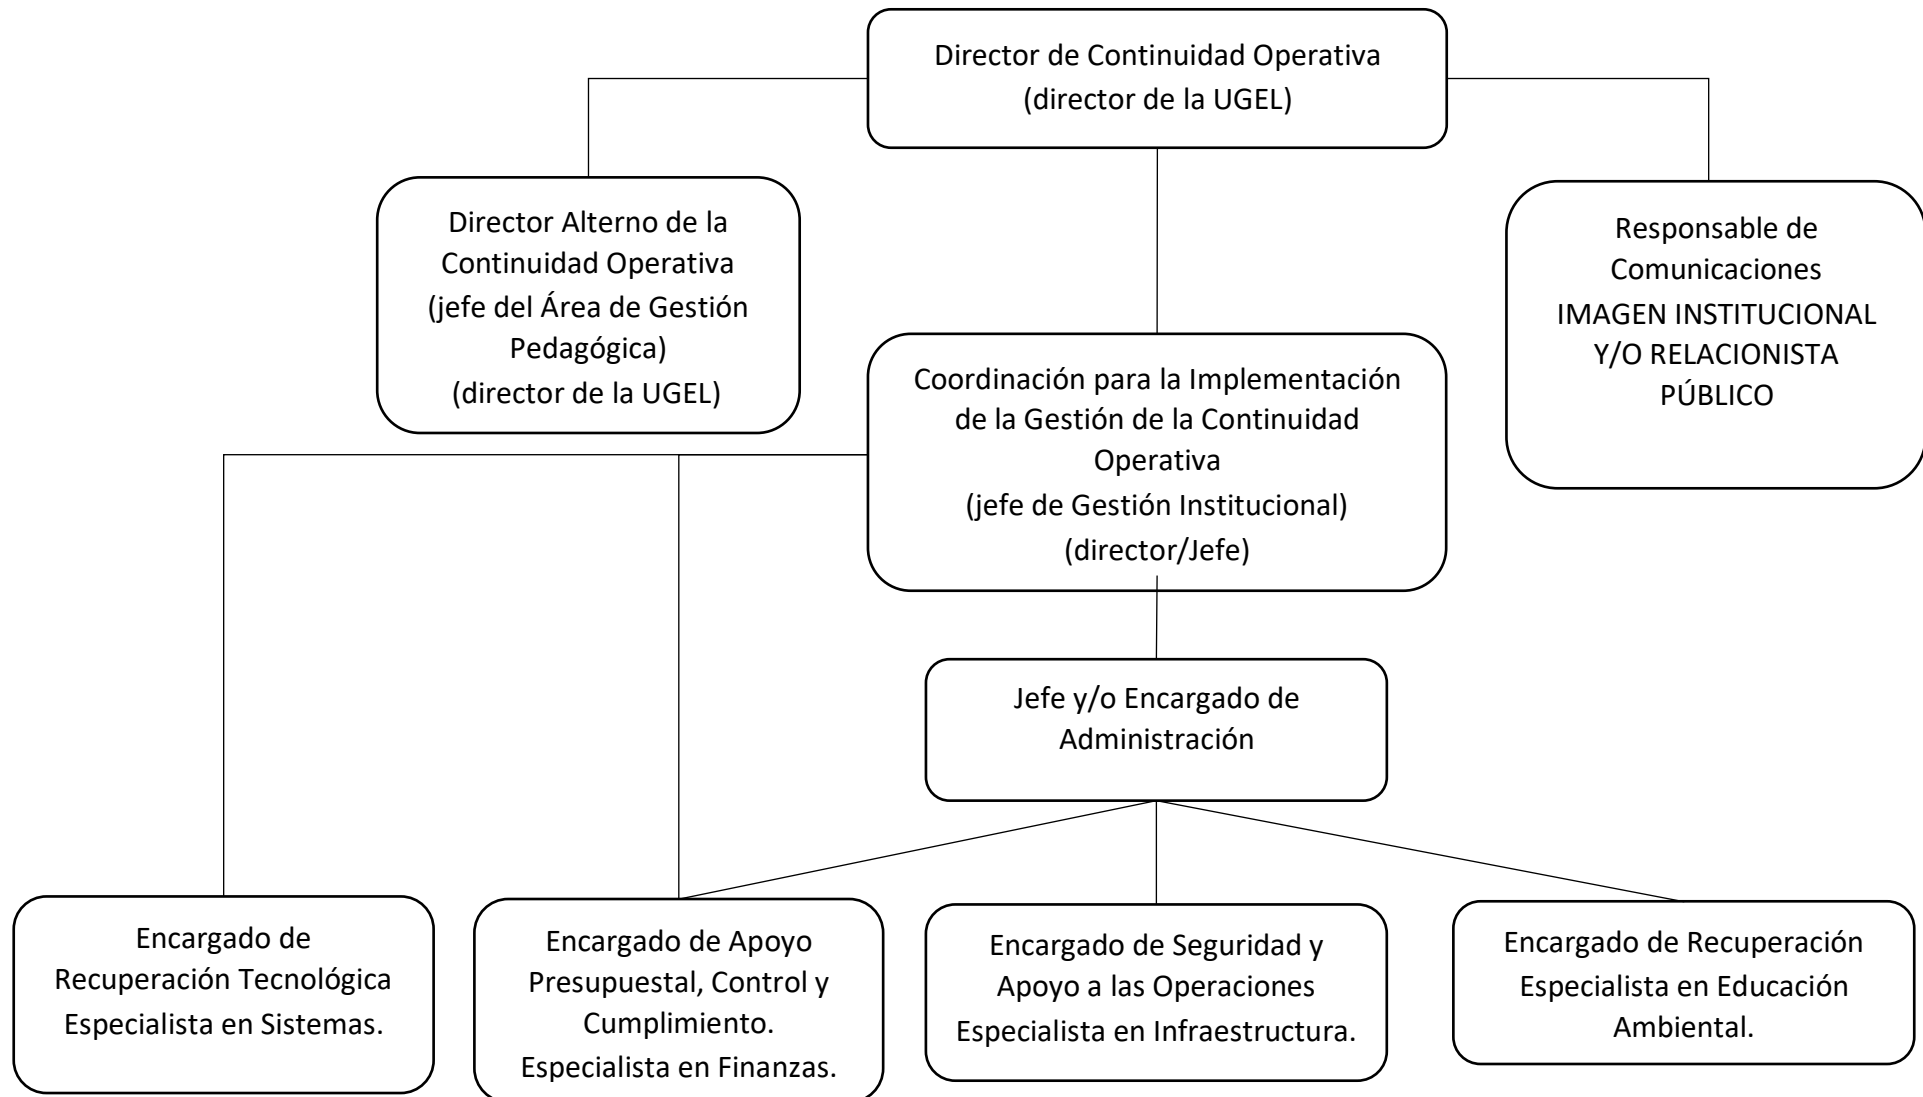 Director de Continuidad Operativa
(director de la UGEL)
Director Alterno de la
Continuidad Operativa
(jefe del Área de Gestión
Pedagógica)
(director de la UGEL)
Responsable de
Comunicaciones
IMAGEN INSTITUCIONAL
Y/O RELACIONISTA
PÚBLICO
Coordinación para la Implementación
de la Gestión de la Continuidad
Operativa
(jefe de Gestión Institucional)
(director/Jefe)
Jefe y/o Encargado de
Administración
Encargado de
Recuperación Tecnológica
Especialista en Sistemas.
Encargado de Apoyo
Presupuestal, Control y
Cumplimiento.
Especialista en Finanzas.
Encargado de Seguridad y
Apoyo a las Operaciones
Especialista en Infraestructura.
Encargado de Recuperación
Especialista en Educación
Ambiental.